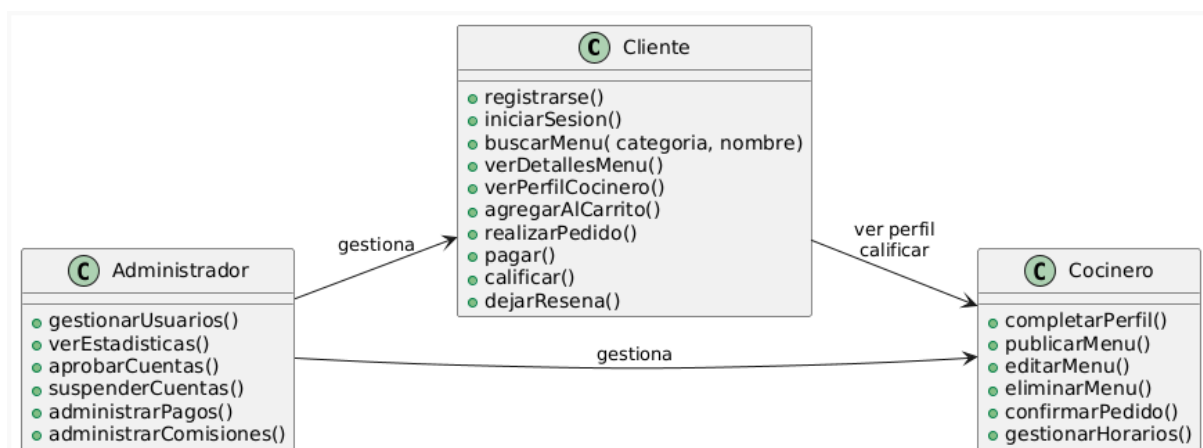 C Cliente
registrarse()
iniciarSesion()
buscarMenu( categoria, nombre)
verDetallesMenu()
verPerfilCocinero()
agregarAlCarrito()
realizarPedido()
pagar()
calificar()
dejarResena()
gestiona
ver perfil
calificar
C Administrador
gestionarUsuarios()
verEstadisticas()
aprobarCuentas()
suspenderCuentas()
administrarPagos()
administrarComisiones()
gestiona
C Cocinero
completarPerfil()
publicarMenu()
editarMenu()
eliminarMenu()
confirmarPedido()
gestionarHorarios()